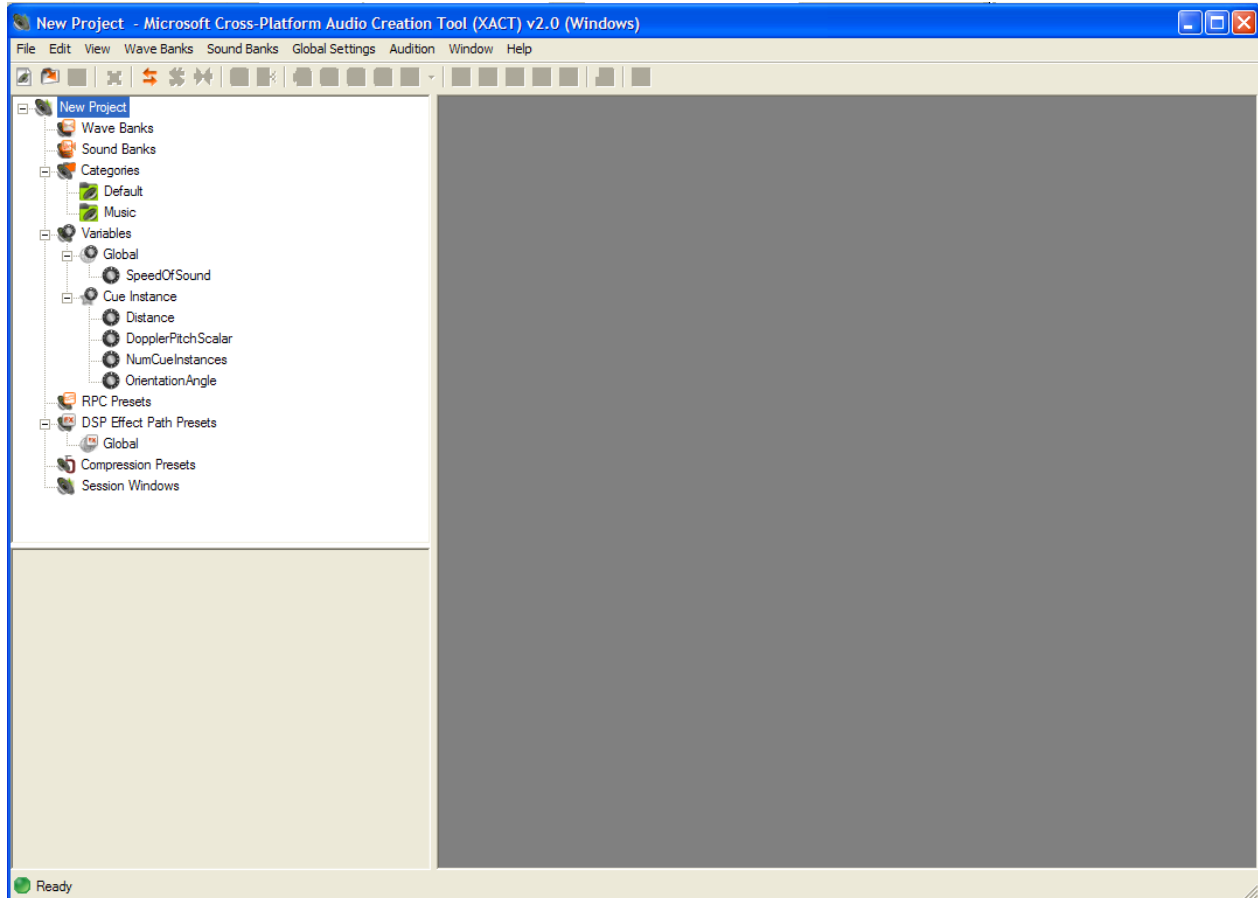 New Project - Microsoft Cross-Platform Audio Creation Tool (XACT) v2.0 (Windows)
File Edit View Wave Banks Sound Banks Global Settings Audition Window Help
New Project
Wave Banks
Sound Banks
Categories
Default
Music
Variables
Global
SpeedOfSound
Cue Instance
Distance
DopplerPitchScalar
NumCueInstances
OrientationAngle
RPC Presets
DSP Effect Path Presets
Global
Compression Presets
Session Windows
Ready